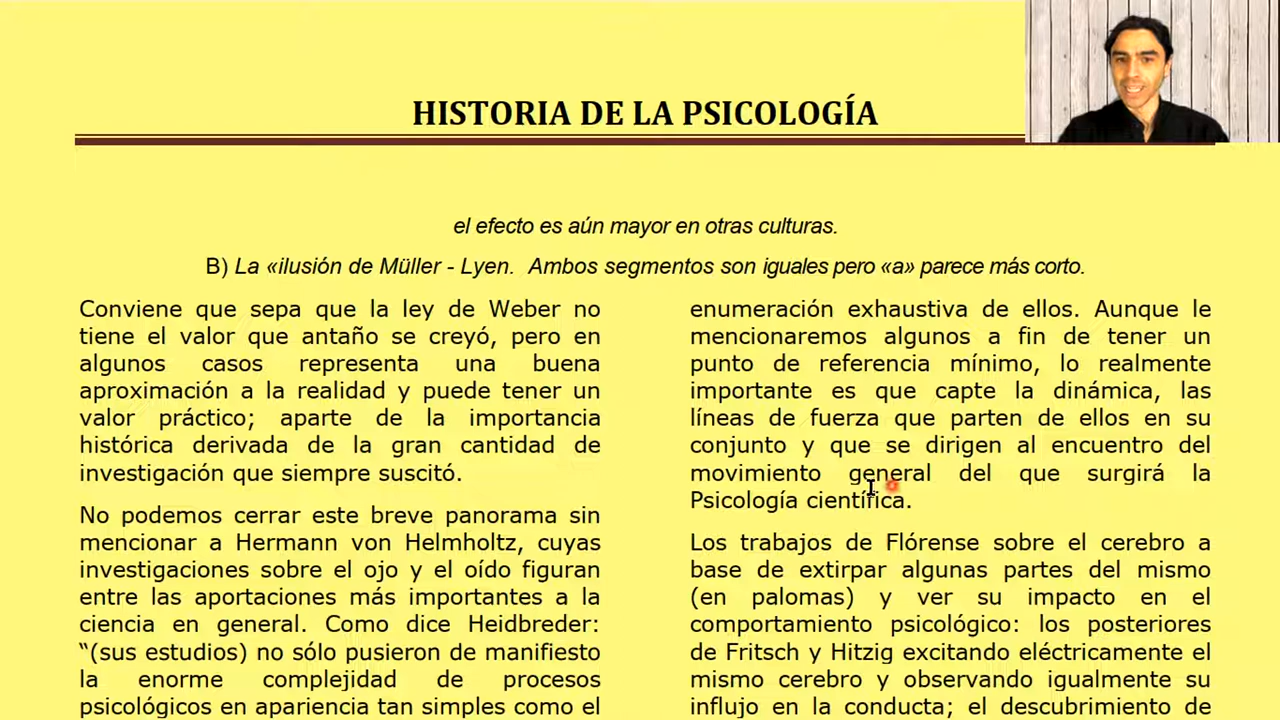 HISTORIA DE LA PSICOLOGÍA
el efecto es aún mayor en otras culturas.
B) La «ilusión de Müller - Lyen. Ambos segmentos son iguales pero «a» parece más corto.
Conviene que sepa que la ley de Weber no
tiene el valor que antaño se creyó, pero en
algunos casos representa una buena
aproximación a la realidad y puede tener un
valor práctico; aparte de la importancia
histórica derivada de la gran cantidad de
investigación que siempre suscitó.
No podemos cerrar este breve panorama sin
mencionar a Hermann von Helmholtz, cuyas
investigaciones sobre el ojo y el oído figuran
entre las aportaciones más importantes a la
ciencia en general. Como dice Heidbreder:
“(sus estudios) no sólo pusieron de manifiesto
la enorme complejidad de procesos
psicológicos en apariencia tan simples como el
enumeración exhaustiva de ellos. Aunque le
mencionaremos algunos a fin de tener un
punto de referencia mínimo, lo realmente
importante es que capte la dinámica, las
líneas de fuerza que parten de ellos en su
conjunto y que se dirigen al encuentro del
movimiento general del que surgirá la
Psicología científica.
Los trabajos de Flórense sobre el cerebro a
base de extirpar algunas partes del mismo
(en palomas) y ver su impacto en el
comportamiento psicológico: los posteriores
de Fritsch y Hitzig excitando eléctricamente el
mismo cerebro y observando igualmente su
influjo en la conducta; el descubrimiento de